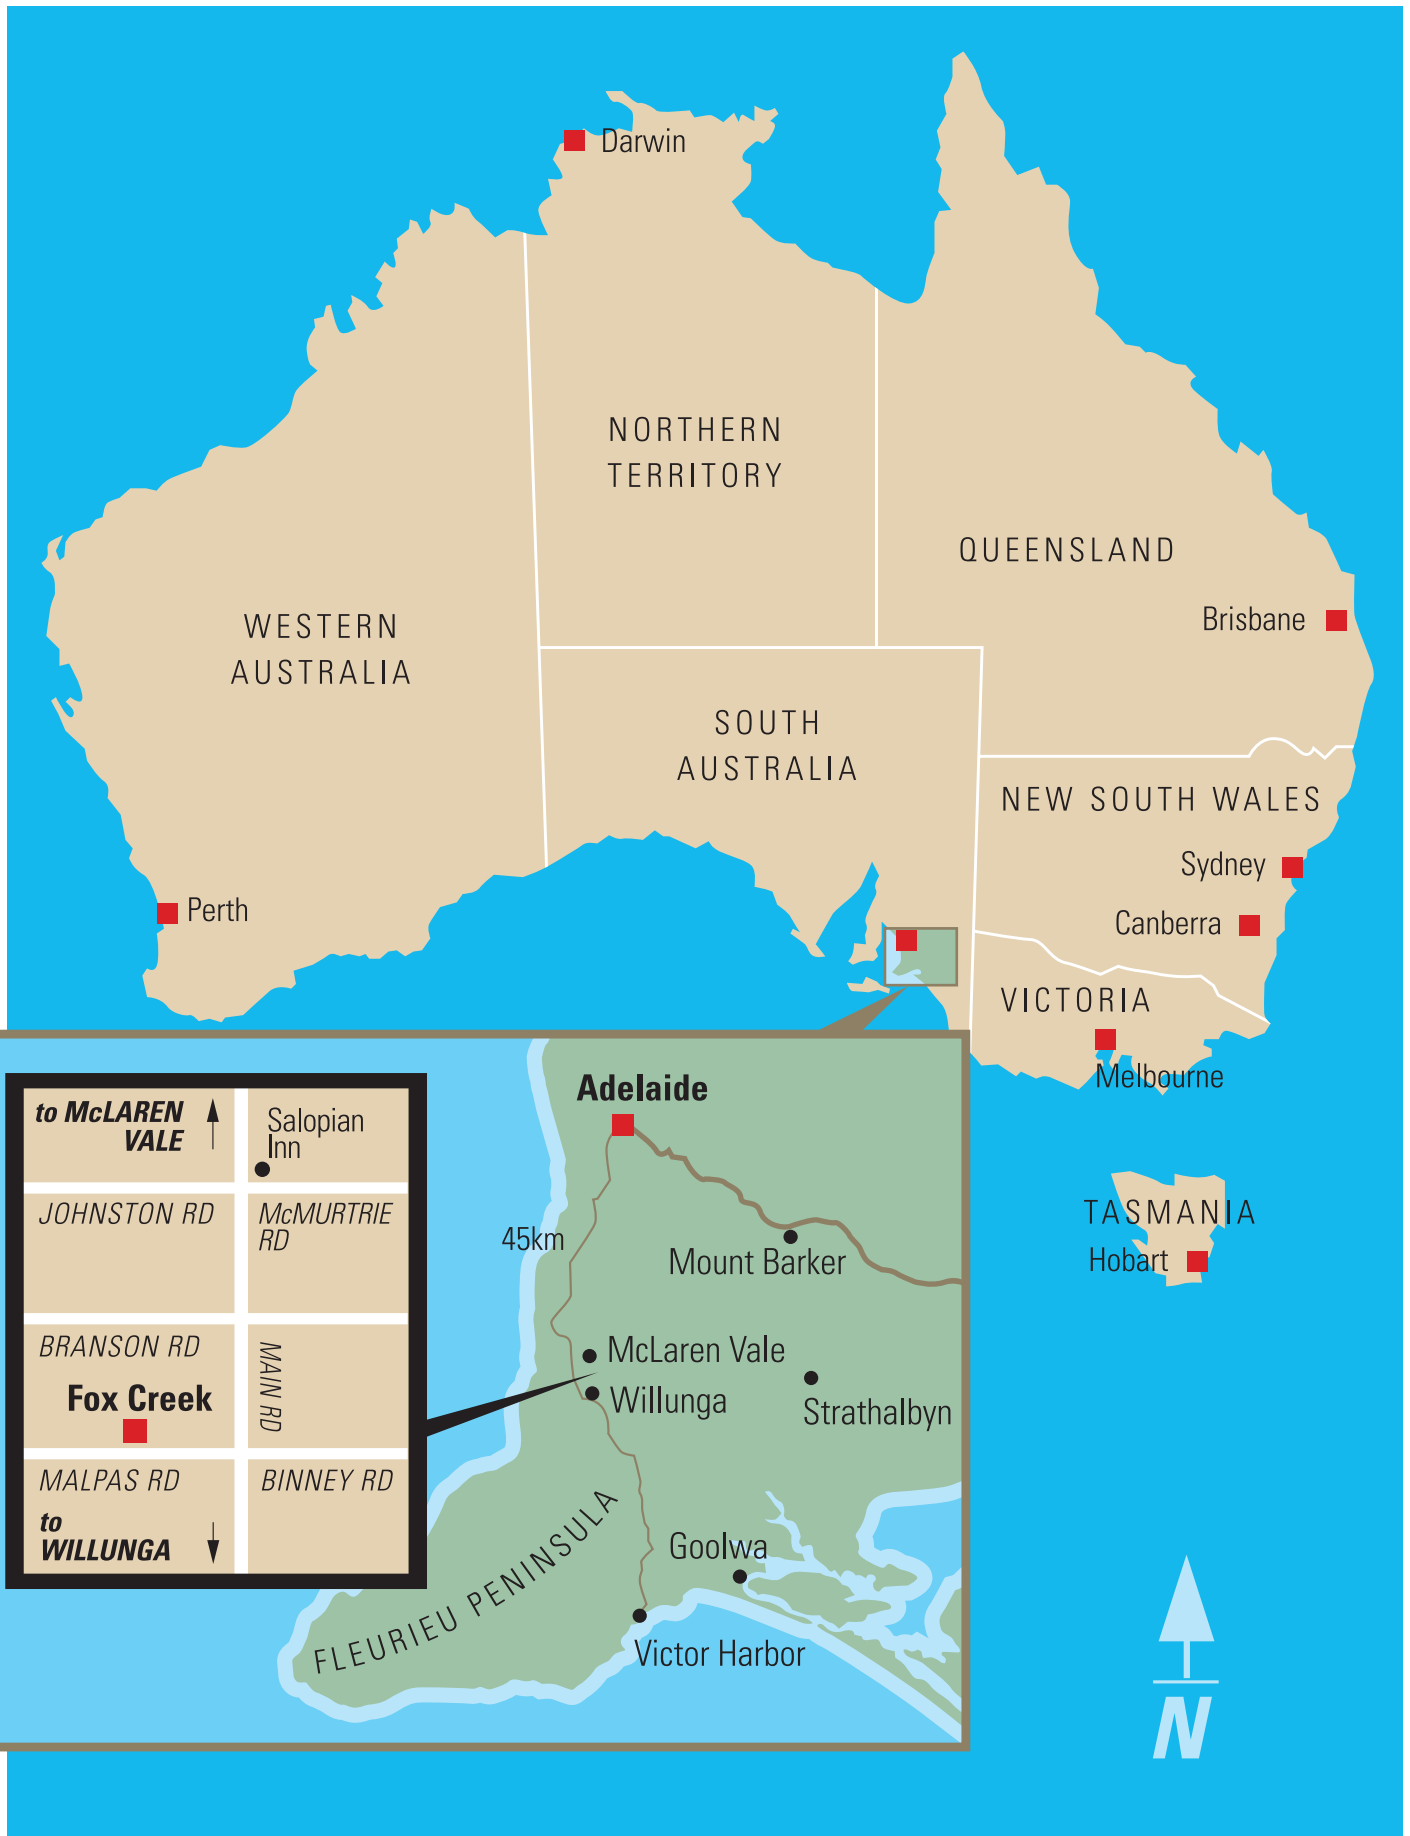 Darwin
NORTHERN
TERRITORY
QUEENSLAND
Brisbane
WESTERN
AUSTRALIA
SOUTH
AUSTRALIA
NEW SOUTH WALES
Sydney
Perth
Canberra
VICTORIA
Melbourne
TASMANIA
Hobart
Adelaide
45km
Mount Barker
McLaren Vale
Willunga
Strathalbyn
Goolwa
FLEURIEU PENINSULA
Victor Harbor
to McLAREN
VALE
Salopian
Inn
JOHNSTON RD
McMURTRIE
RD
BRANSON RD
MAIN RD
Fox Creek
MALPAS RD
BINNEY RD
to
WILLUNGA
N